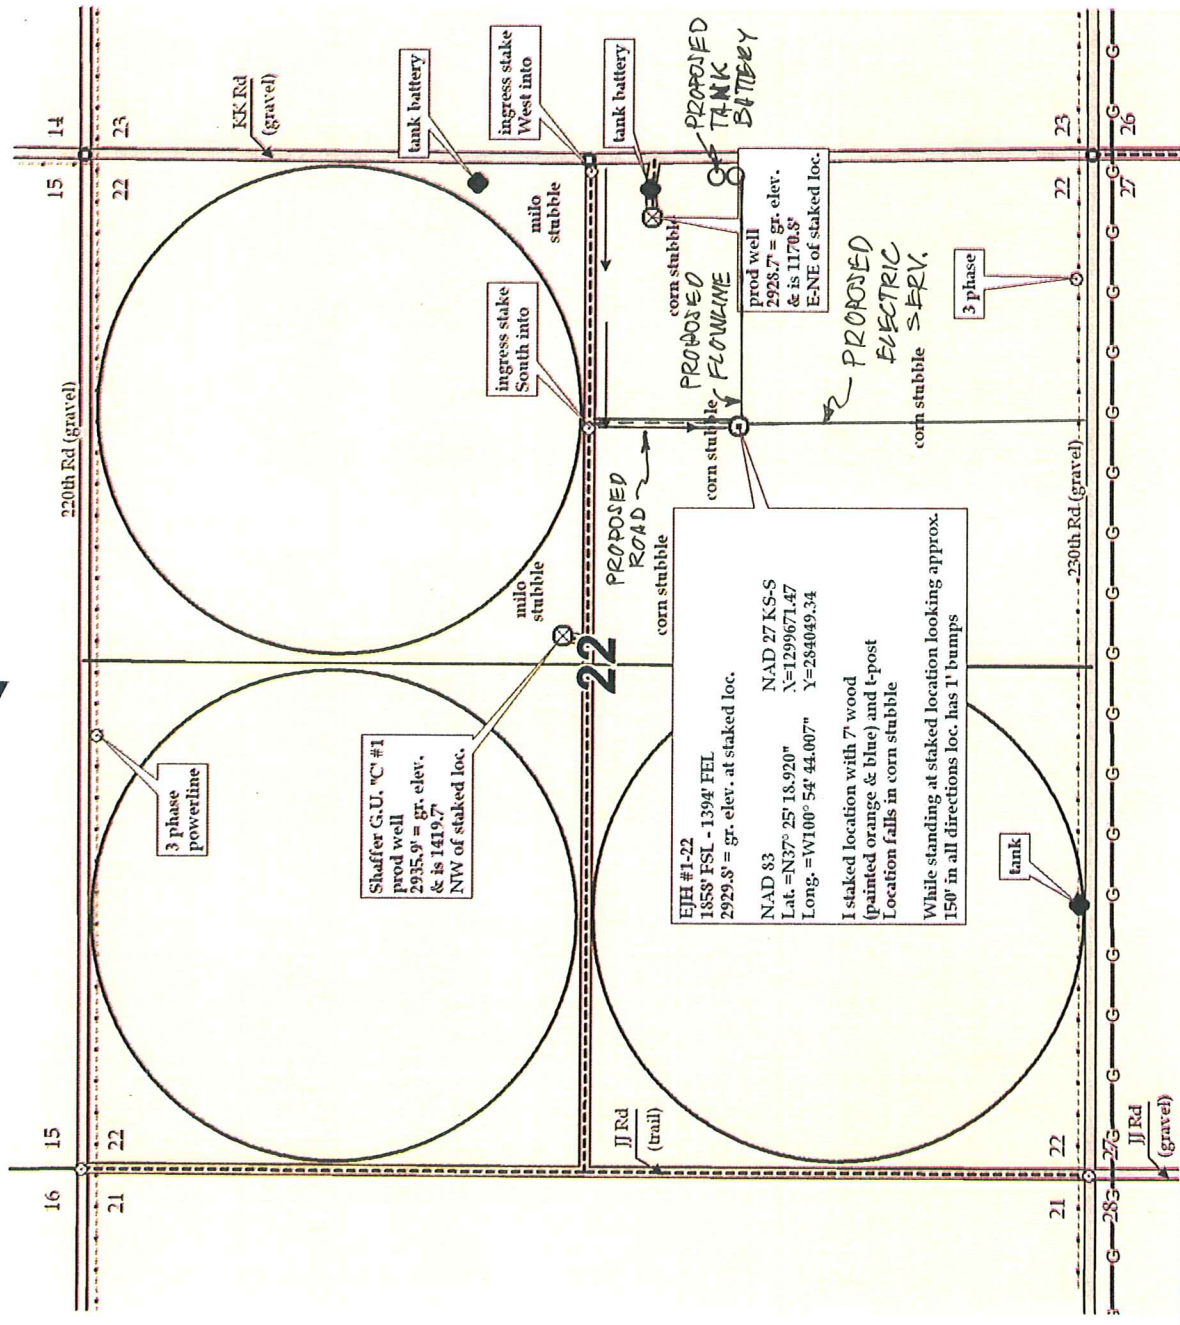 16
15
21
22
15
14
22
23
220th Rd (gravel)
KK Rd
(gravel)
3 phase
powerline
tank battery
ingress stake
West into
milo
stubble
ingress stake
South into
Shaffer G.U. "C" #1
prod well
2935.9' = gr. elev.
& is 1419.7'
NW of staked loc.
milo
stubble
22
tank battery
PROPOSED
TANK
BATTERY
corn stubble
prod well
2928.7' = gr. elev.
& is 1170.8'
E-NE of staked loc.
PROPOSED
FLOWLINE
PROPOSED
ROAD
corn stubble
corn stubble
PROPOSED
ELECTRIC
SERV.
corn stubble
EJH #1-22
1858' FSL - 1394' FEL
2929.8' = gr. elev. at staked loc.
NAD 83
NAD 27 KS-S
Lat. =N37° 25' 18.920"
X=1299671.47
Long. =W100° 54' 44.007"
Y=284049.34
I staked location with 7' wood
(painted orange & blue) and t-post
Location falls in corn stubble
While standing at staked location looking approx.
150' in all directions loc. has 1' bumps
JJ Rd
(trail)
tank
3 phase
230th Rd (gravel)
21
22
22
23
28
27
27
26
G G G G G G G G G G G G G G G G G G
JJ Rd
(gravel)